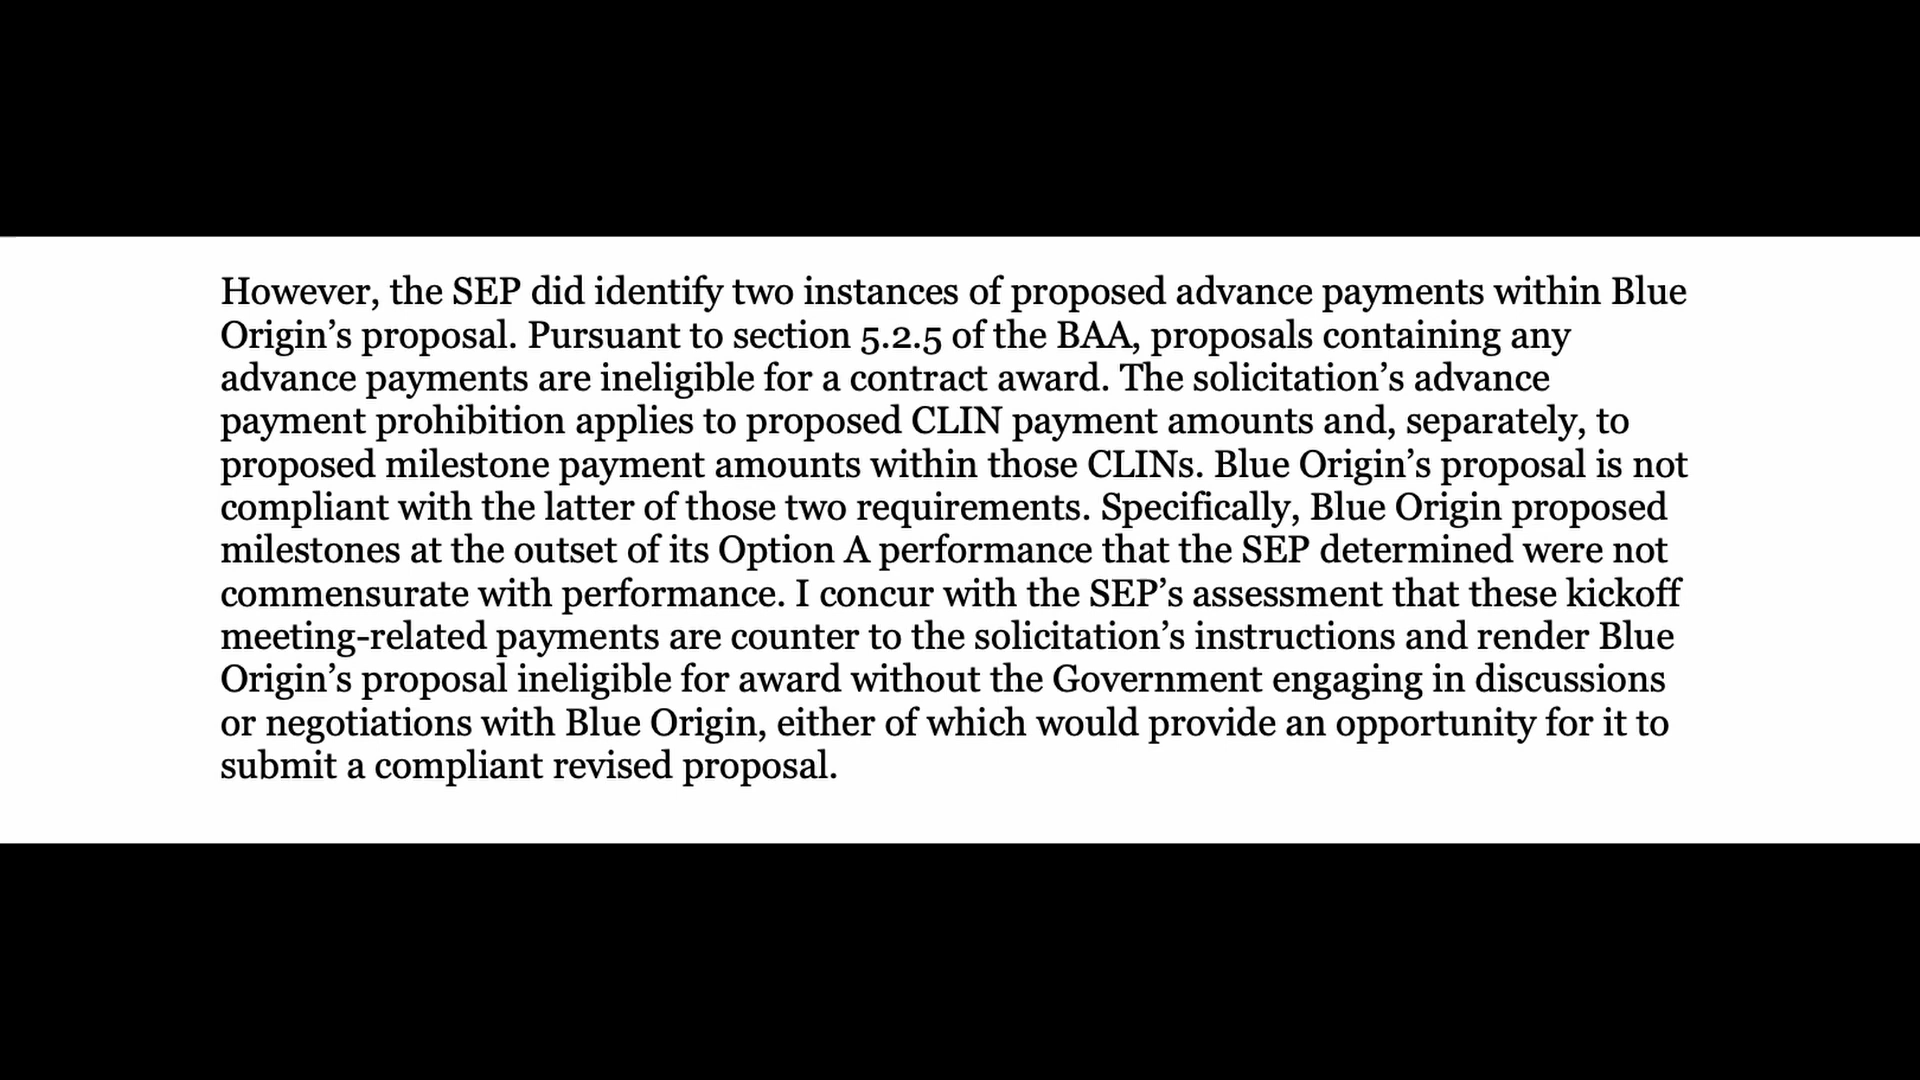 However, the SEP did identify two instances of proposed advance payments within Blue
Origin’s proposal. Pursuant to section 5.2.5 of the BAA, proposals containing any
advance payments are ineligible for a contract award. The solicitation’s advance
payment prohibition applies to proposed CLIN payment amounts and, separately, to
proposed milestone payment amounts within those CLINs. Blue Origin’s proposal is not
compliant with the latter of those two requirements. Specifically, Blue Origin proposed
milestones at the outset of its Option A performance that the SEP determined were not
commensurate with performance. I concur with the SEP’s assessment that these kickoff
meeting-related payments are counter to the solicitation’s instructions and render Blue
Origin’s proposal ineligible for award without the Government engaging in discussions
or negotiations with Blue Origin, either of which would provide an opportunity for it to
submit a compliant revised proposal.